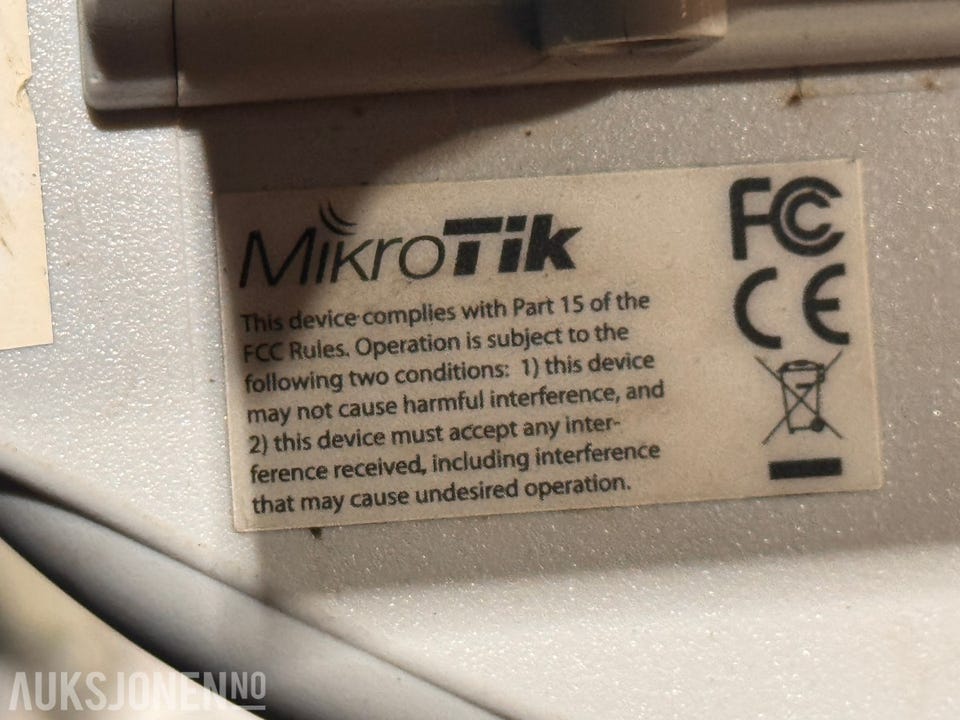 MikroTik
FC
CE
This device complies with Part 15 of the
FCC Rules. Operation is subject to the
following two conditions: 1) this device
may not cause harmful interference, and
2) this device must accept any inter-
ference received, including interference
that may cause undesired operation.
AUKSJONEN NO